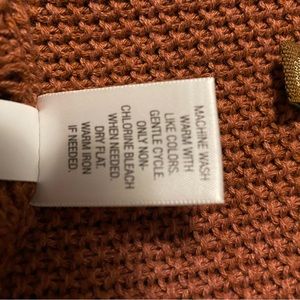 MACHINE WASH
WARM WITH
LIKE COLORS.
GENTLE CYCLE.
ONLY NON-
CHLORINE BLEACH
WHEN NEEDED.
DRY FLAT.
WARM IRON
IF NEEDED.